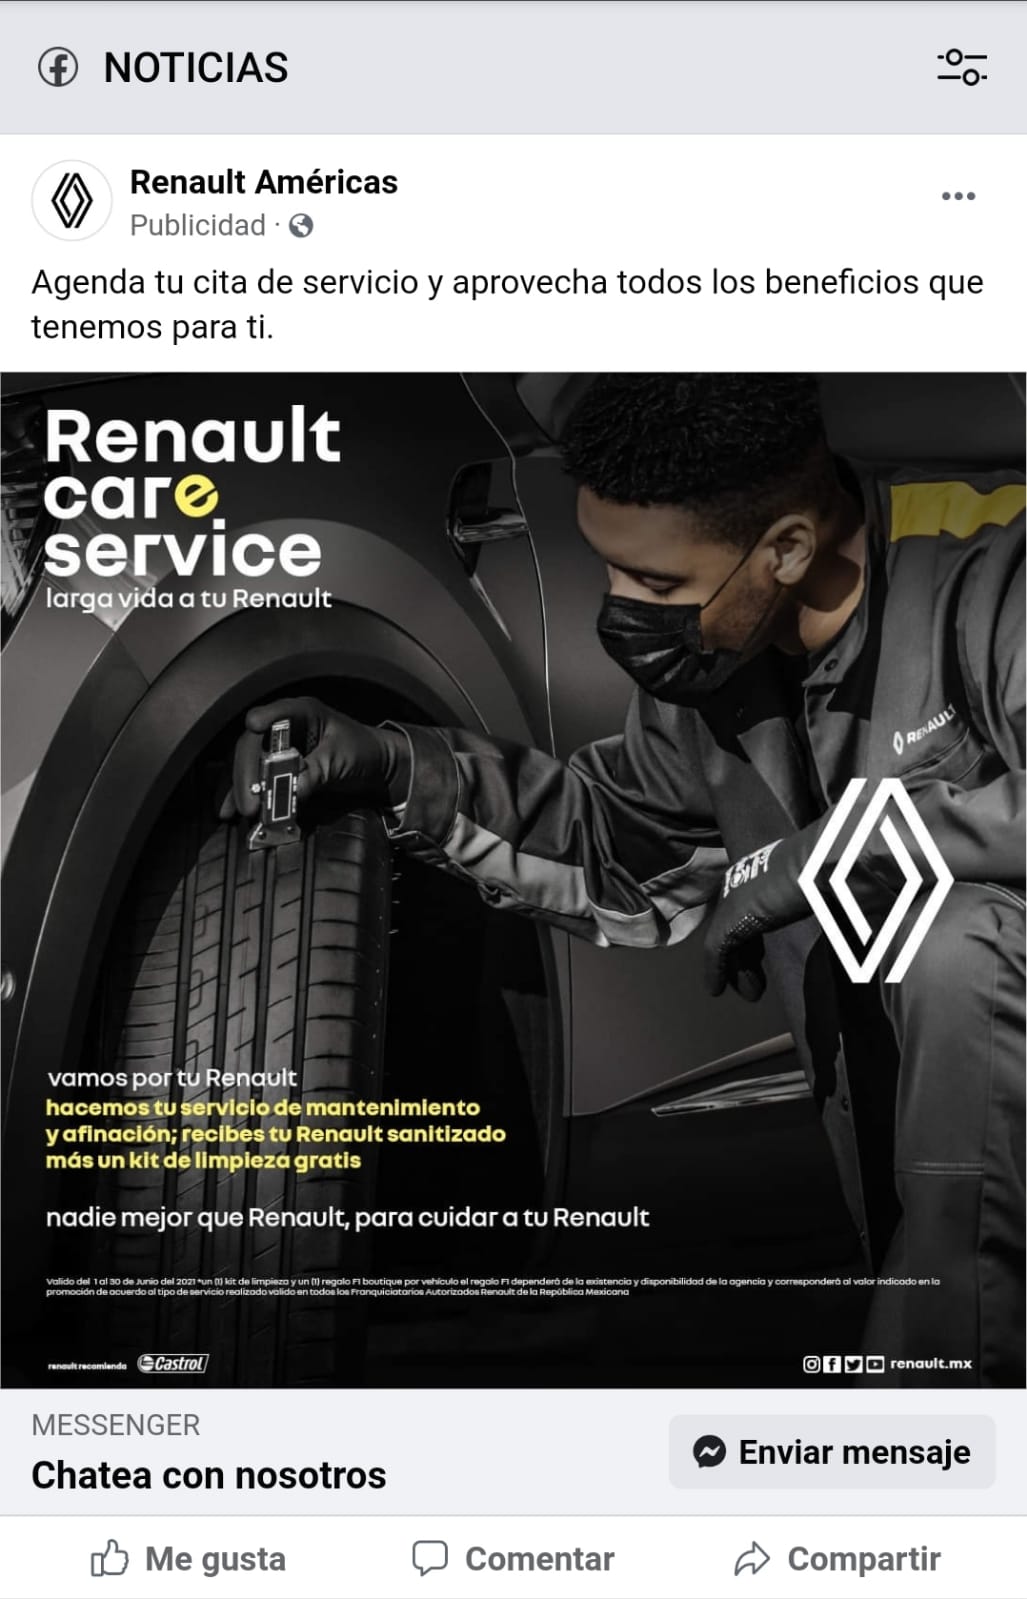 NOTICIAS
Renault Américas
Publicidad ·
Agenda tu cita de servicio y aprovecha todos los beneficios que
tenemos para ti.
Renault
care
service
larga vida a tu Renault
RENAULT
vamos por tu Renault
hacemos tu servicio de mantenimiento
y afinación; recibes tu Renault sanitizado
más un kit de limpieza gratis
nadie mejor que Renault, para cuidar a tu Renault
Valido del 1 al 30 de Junio del 2021 *un (1) kit de limpieza y un (1) regalo F1 boutique por vehículo el regalo F1 dependerá de la existencia y disponibilidad de la agencia y corresponderá al valor indicado en la
promoción de acuerdo al tipo de servicio realizado valido en todos los Franquiciatarios Autorizados Renault de la República Mexicana
renault recomienda Castrol
renault.mx
MESSENGER
Chatea con nosotros
Enviar mensaje
Me gusta Comentar Compartir